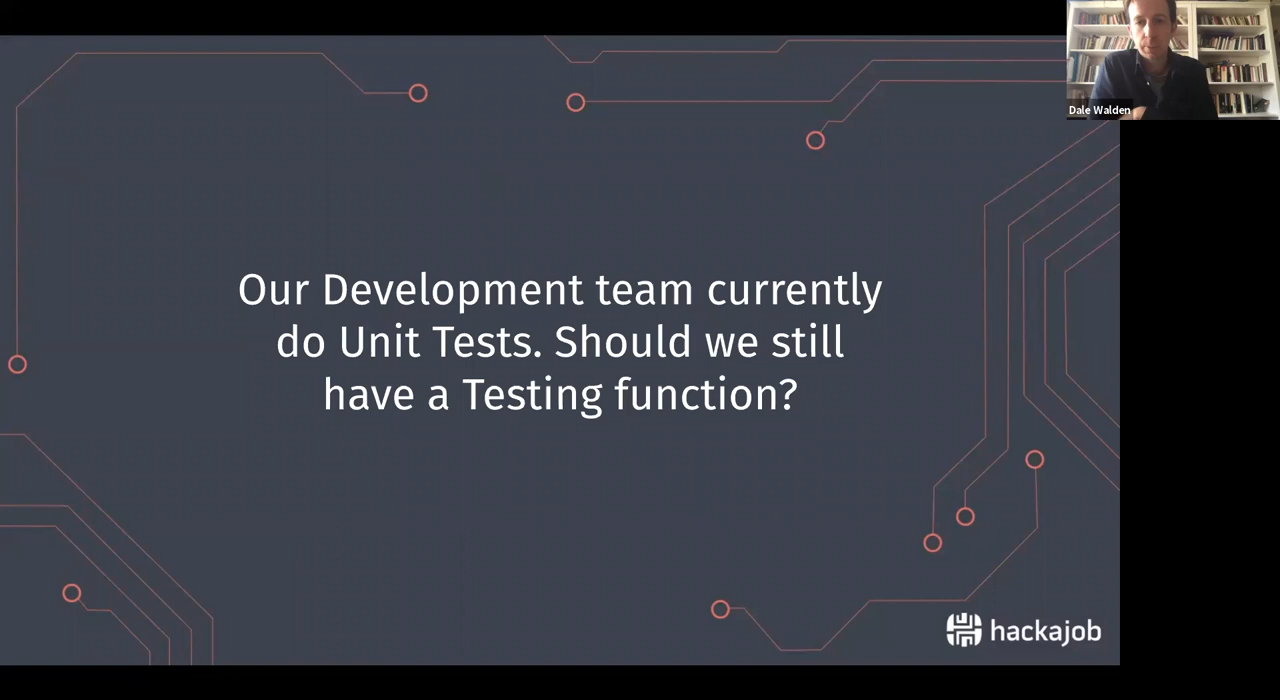 Dale Walden
Our Development team currently
do Unit Tests. Should we still
have a Testing function?
hackajob